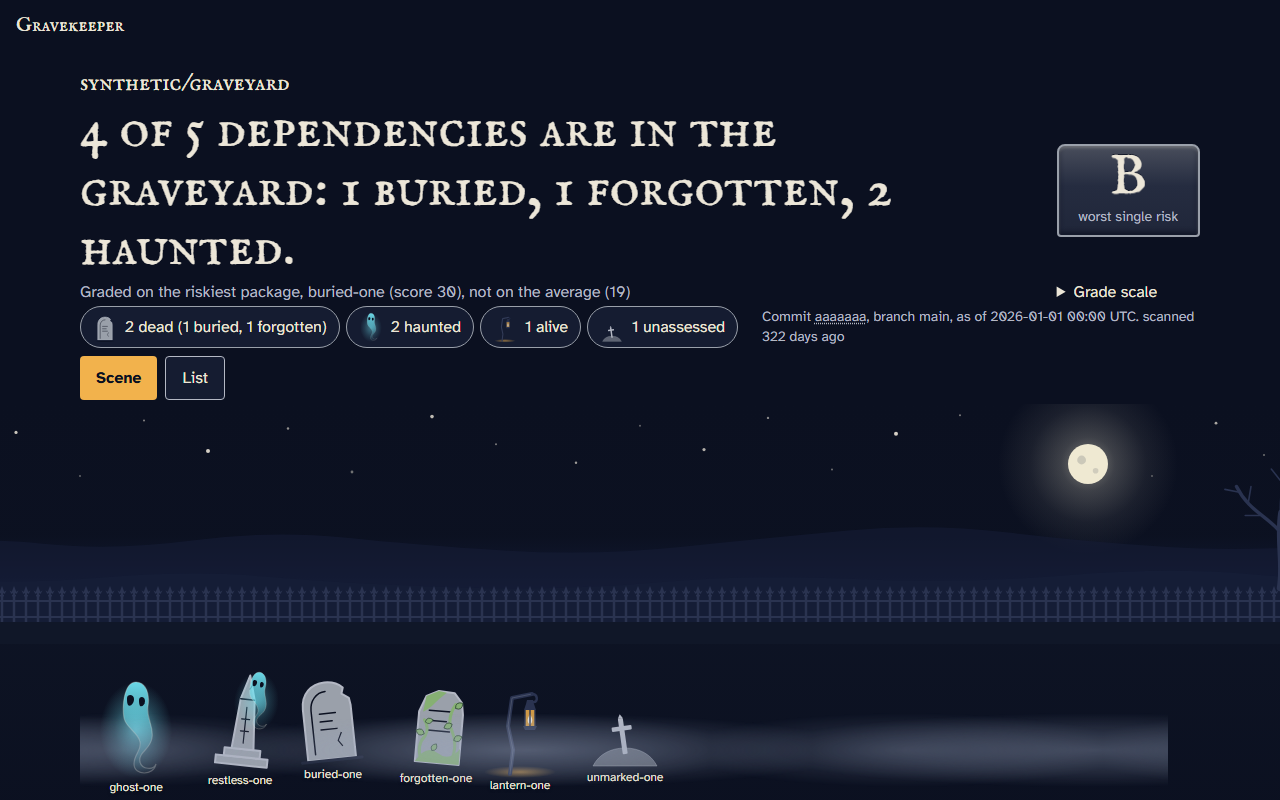 Gravekeeper
synthetic/graveyard
4 of 5 dependencies are in the
graveyard: 1 buried, 1 forgotten, 2
haunted.
B
worst single risk
Graded on the riskiest package, buried-one (score 30), not on the average (19)
▶ Grade scale
2 dead (1 buried, 1 forgotten)
2 haunted
1 alive
1 unassessed
Commit aaaaaaa, branch main, as of 2026-01-01 00:00 UTC. scanned
322 days ago
Scene
List
ghost-one
restless-one
buried-one
forgotten-one
lantern-one
unmarked-one